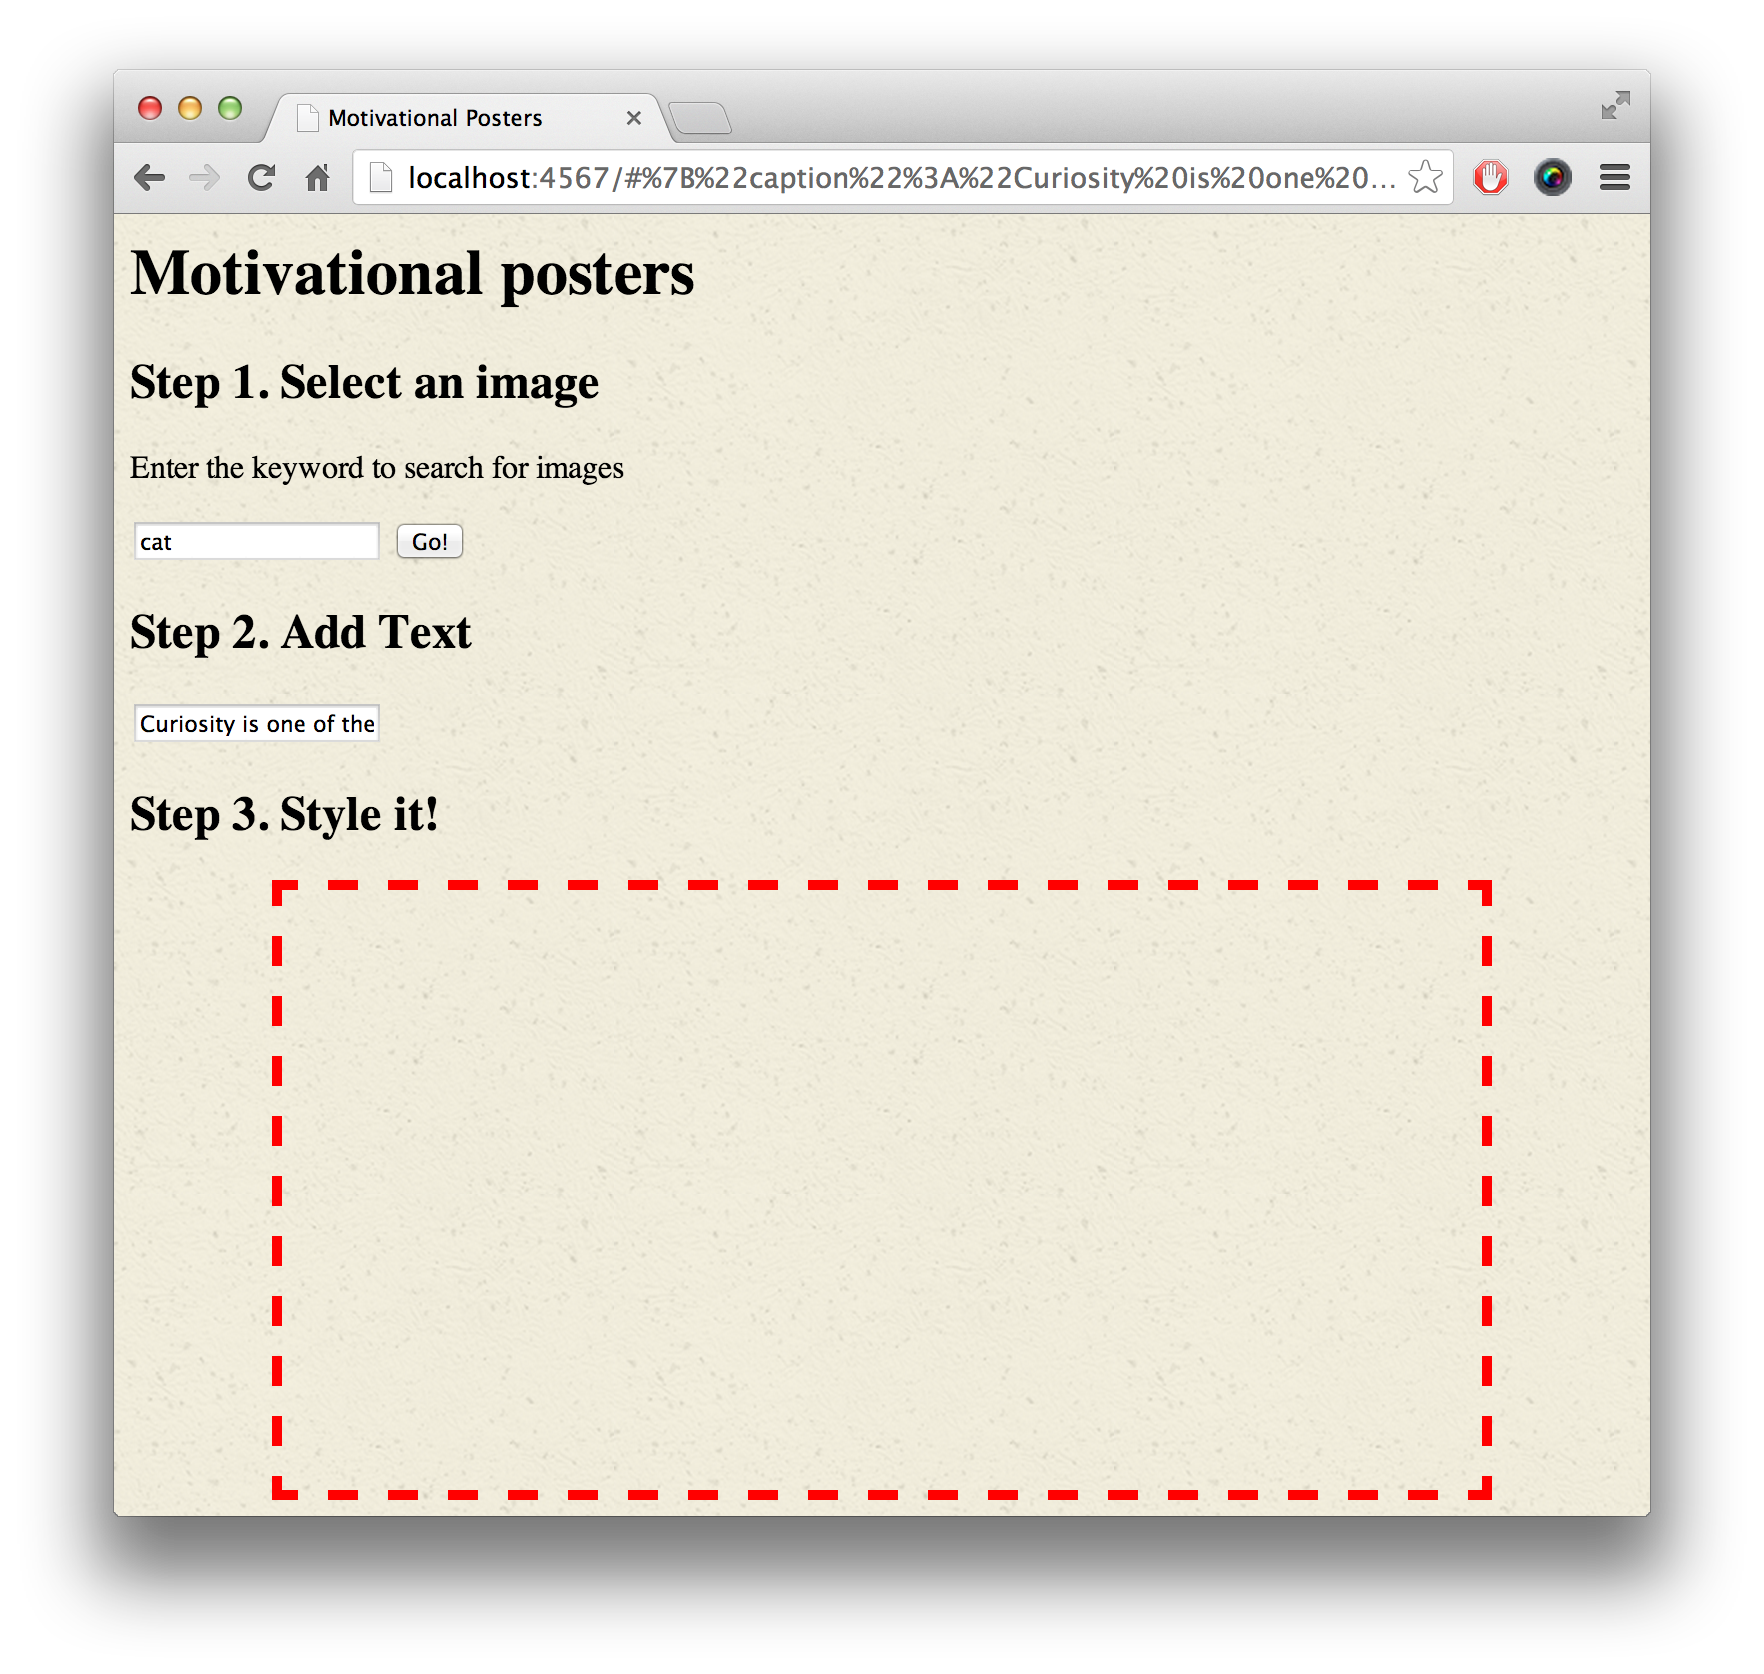 Motivational Posters
localhost:4567/#%7B%22caption%22%3A%22Curiosity%20is%20one%20...
Motivational posters
Step 1. Select an image
Enter the keyword to search for images
cat Go!
Step 2. Add Text
Curiosity is one of the
Step 3. Style it!